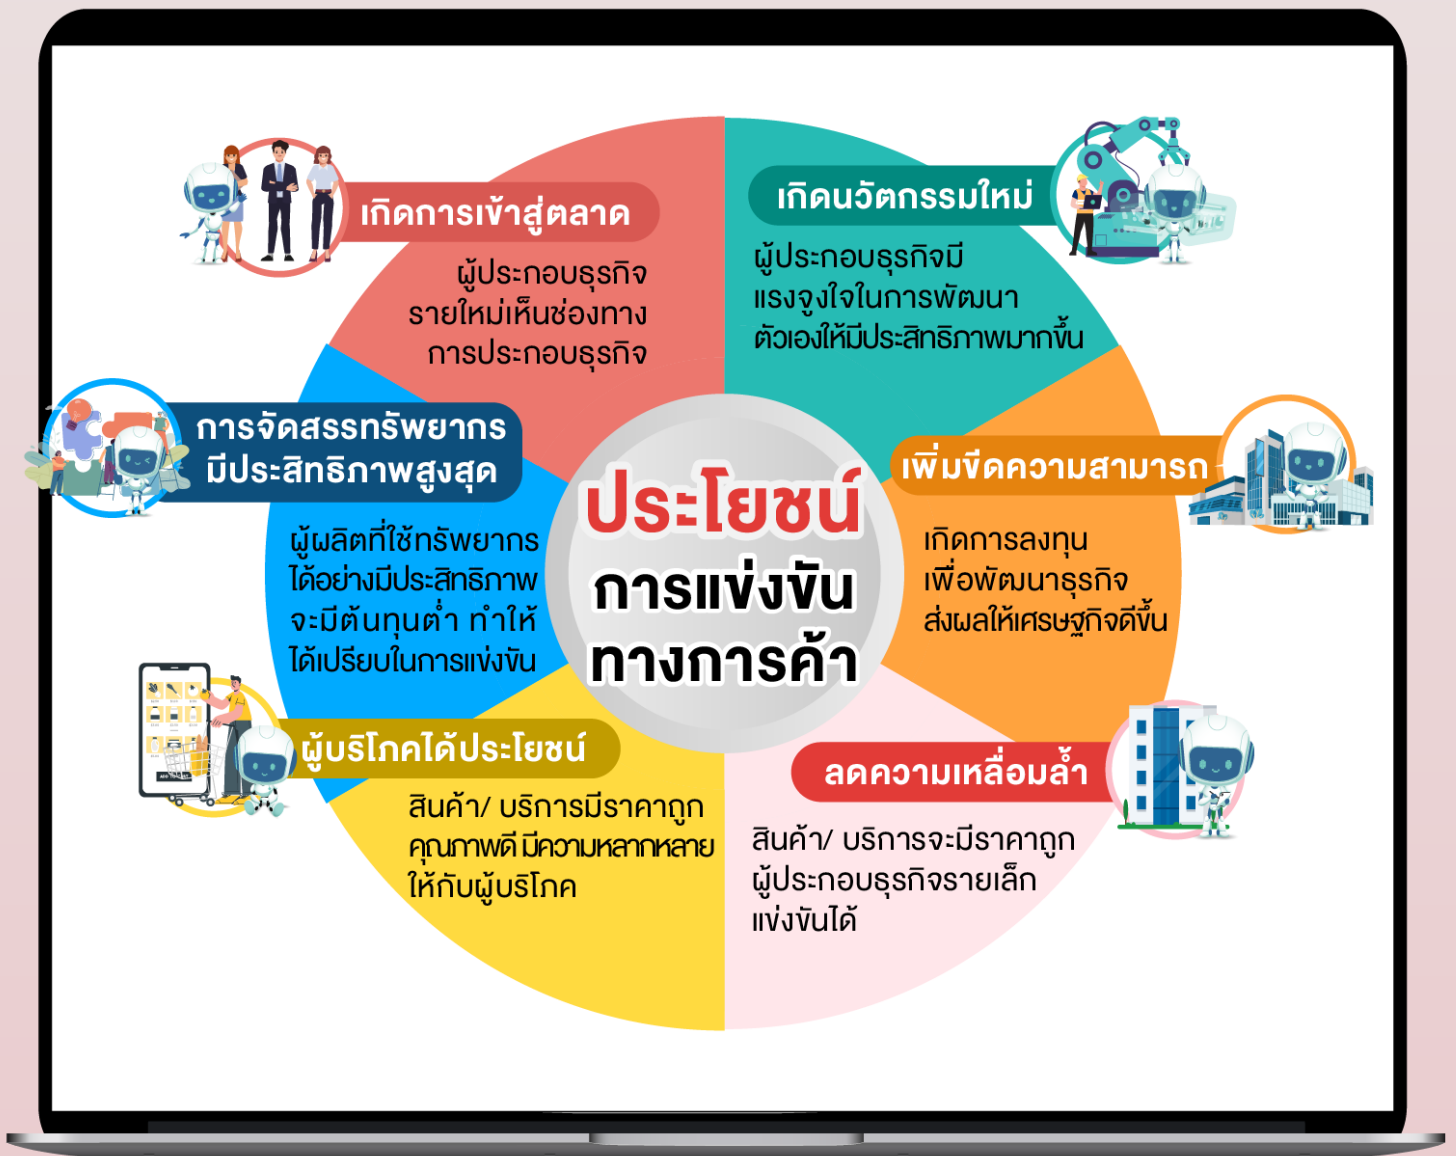 ประโยชน์
การแข่งขัน
ทางการค้า
เกิดนวัตกรรมใหม่
ผู้ประกอบธุรกิจมี
แรงจูงใจในการพัฒนา
ตัวเองให้มีประสิทธิภาพมากขึ้น
เพิ่มขีดความสามารถ
เกิดการลงทุน
เพื่อพัฒนาธุรกิจ
ส่งผลให้เศรษฐกิจดีขึ้น
ลดความเหลื่อมล้ำ
สินค้า/ บริการจะมีราคาถูก
ผู้ประกอบธุรกิจรายเล็ก
แข่งขันได้
ผู้บริโภคได้ประโยชน์
สินค้า/ บริการมีราคาถูก
คุณภาพดี มีความหลากหลาย
ให้กับผู้บริโภค
การจัดสรรทรัพยากร
มีประสิทธิภาพสูงสุด
ผู้ผลิตที่ใช้ทรัพยากร
ได้อย่างมีประสิทธิภาพ
จะมีต้นทุนต่ำ ทำให้
ได้เปรียบในการแข่งขัน
เกิดการเข้าสู่ตลาด
ผู้ประกอบธุรกิจ
รายใหม่เห็นช่องทาง
การประกอบธุรกิจ